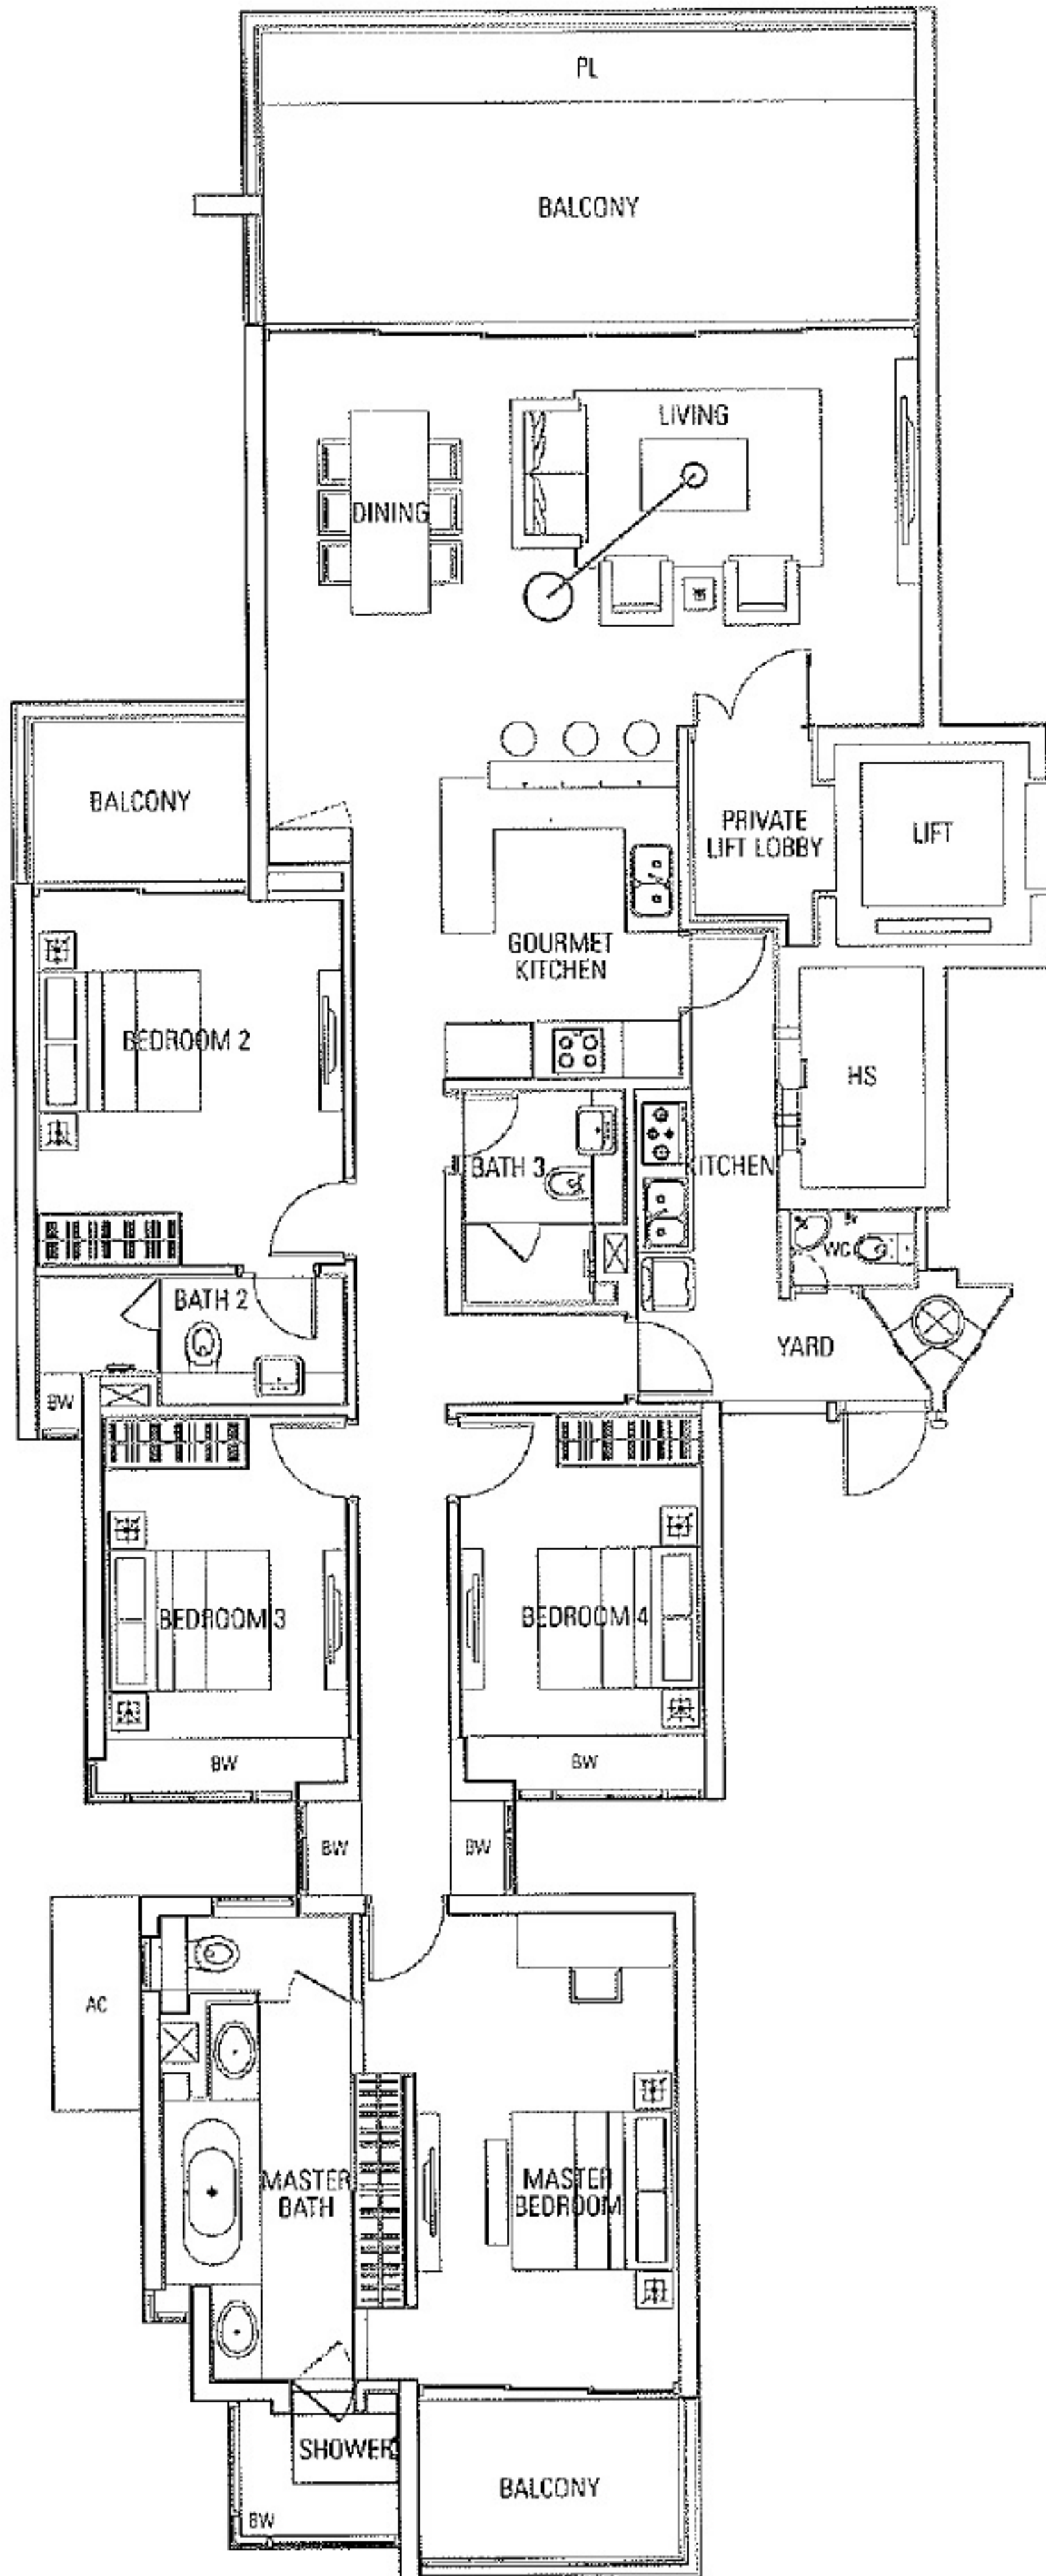 PL
BALCONY
LIVING
DINING
BALCONY
PRIVATE
LIFT LOBBY
LIFT
GOURMET
KITCHEN
BEDROOM 2
HS
BATH 3
KITCHEN
WC
BATH 2
YARD
BW
BEDROOM 3
BEDROOM 4
BW
BW
BW
BW
AC
MASTER
BATH
MASTER
BEDROOM
SHOWER
BALCONY
BW